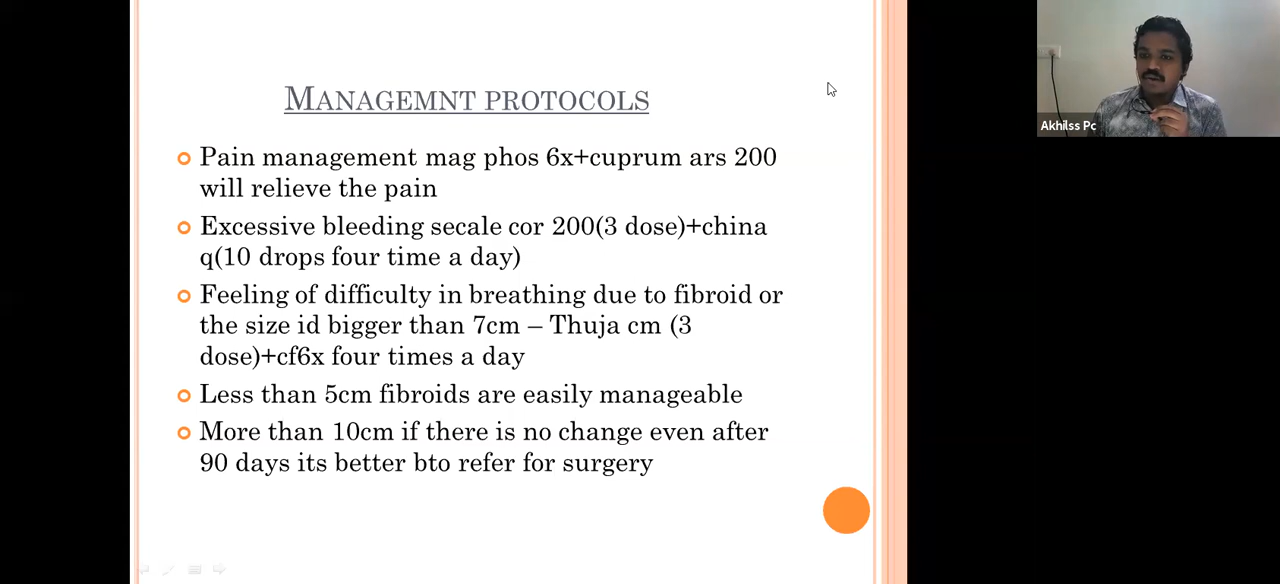 MANAGEMNT PROTOCOLS
Pain management mag phos 6x+cuprum ars 200
will relieve the pain
Excessive bleeding secale cor 200(3 dose)+china
q(10 drops four time a day)
Feeling of difficulty in breathing due to fibroid or
the size id bigger than 7cm – Thuja cm (3
dose)+cf6x four times a day
Less than 5cm fibroids are easily manageable
More than 10cm if there is no change even after
90 days its better bto refer for surgery
Akhilss Pc